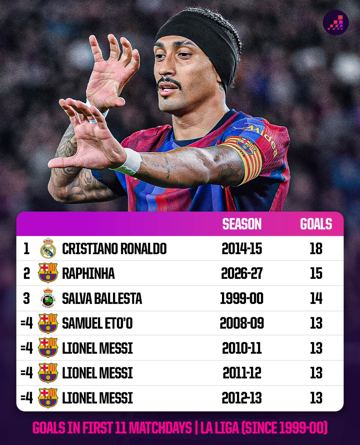 SEASON GOALS
1 CRISTIANO RONALDO 2014-15 18
2 RAPHINHA 2026-27 15
3 SALVA BALLESTA 1999-00 14
=4 SAMUEL ETO'O 2008-09 13
=4 LIONEL MESSI 2010-11 13
=4 LIONEL MESSI 2011-12 13
=4 LIONEL MESSI 2012-13 13
GOALS IN FIRST 11 MATCHDAYS | LA LIGA (SINCE 1999-00)